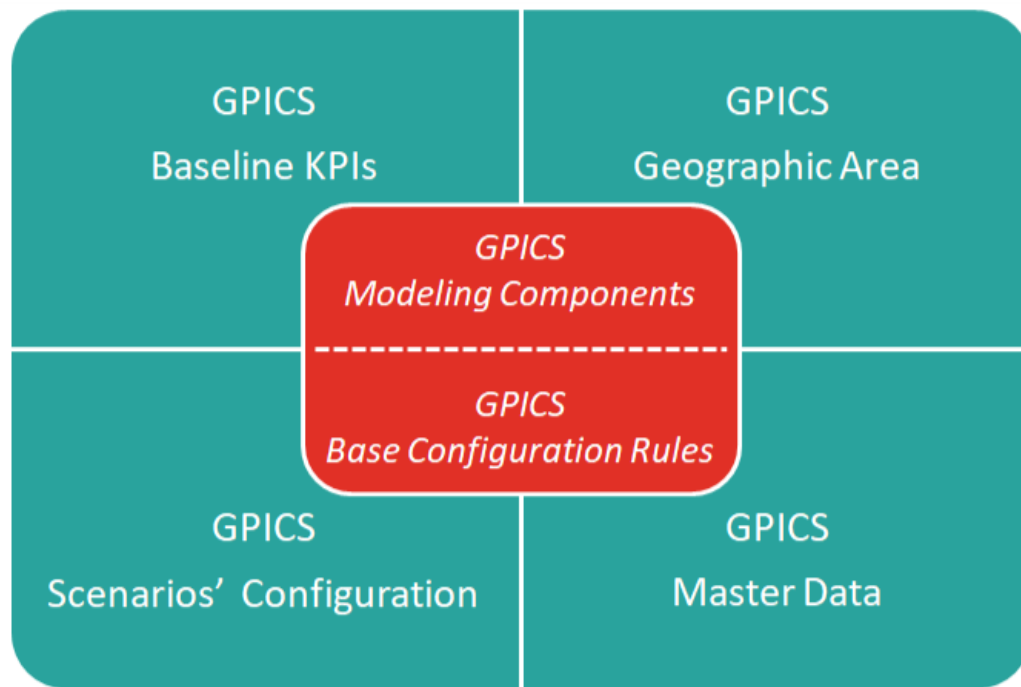 GPICS
Baseline KPIs
GPICS
Geographic Area
GPICS
Modeling Components
GPICS
Base Configuration Rules
GPICS
Scenarios’ Configuration
GPICS
Master Data